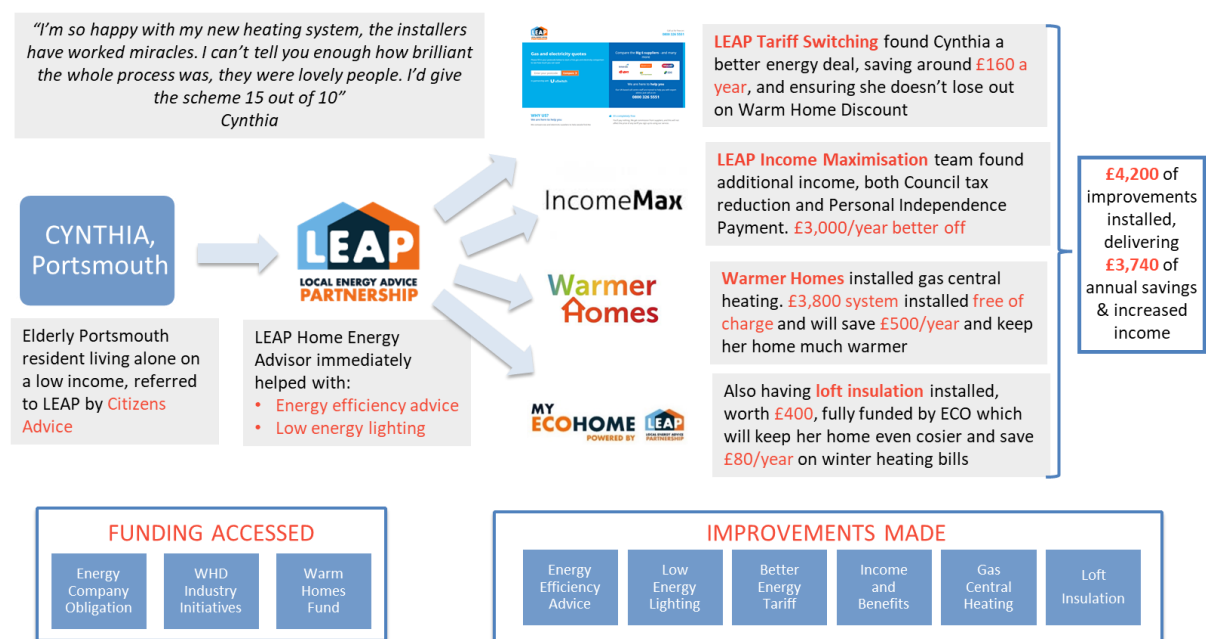 “I’m so happy with my new heating system, the installers
have worked miracles. I can’t tell you enough how brilliant
the whole process was, they were lovely people. I’d give
the scheme 15 out of 10”
Cynthia
CYNTHIA,
Portsmouth
Elderly Portsmouth
resident living alone on
a low income, referred
to LEAP by Citizens
Advice
LEAP
LOCAL ENERGY ADVICE
PARTNERSHIP
LEAP Home Energy
Advisor immediately
helped with:
• Energy efficiency advice
• Low energy lighting
Gas and electricity quotes
WHY US?
LEAP Tariff Switching found Cynthia a
better energy deal, saving around £160 a
year, and ensuring she doesn’t lose out
on Warm Home Discount
IncomeMax
LEAP Income Maximisation team found
additional income, both Council tax
reduction and Personal Independence
Payment. £3,000/year better off
Warmer
Homes
Warmer Homes installed gas central
heating. £3,800 system installed free of
charge and will save £500/year and keep
her home much warmer
MY
ECOHOME
POWERED BY
LEAP
LOCAL ENERGY ADVICE
PARTNERSHIP
Also having loft insulation installed,
worth £400, fully funded by ECO which
will keep her home even cosier and save
£80/year on winter heating bills
£4,200 of
improvements
installed,
delivering
£3,740 of
annual savings
& increased
income
FUNDING ACCESSED
Energy
Company
Obligation
WHD
Industry
Initiatives
Warm
Homes
Fund
IMPROVEMENTS MADE
Energy
Efficiency
Advice
Low
Energy
Lighting
Better
Energy
Tariff
Income
and
Benefits
Gas
Central
Heating
Loft
Insulation